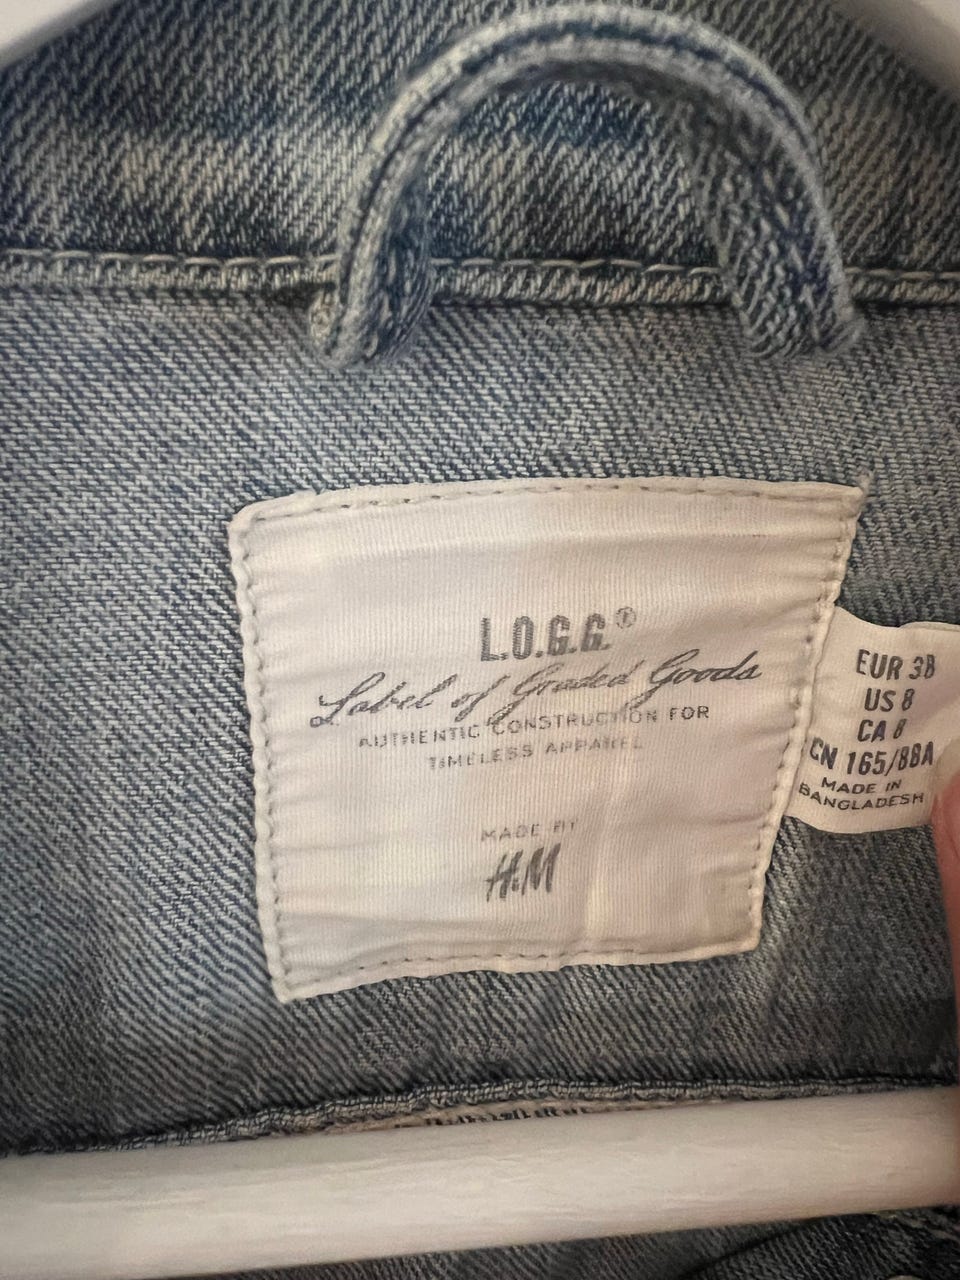 L.O.G.G.®
Label of Graded Goods
AUTHENTIC CONSTRUCTION FOR
TIMELESS APPAREL
MADE BY
H&M
EUR 38
US 8
CA 8
CN 165/88A
MADE IN
BANGLADESH